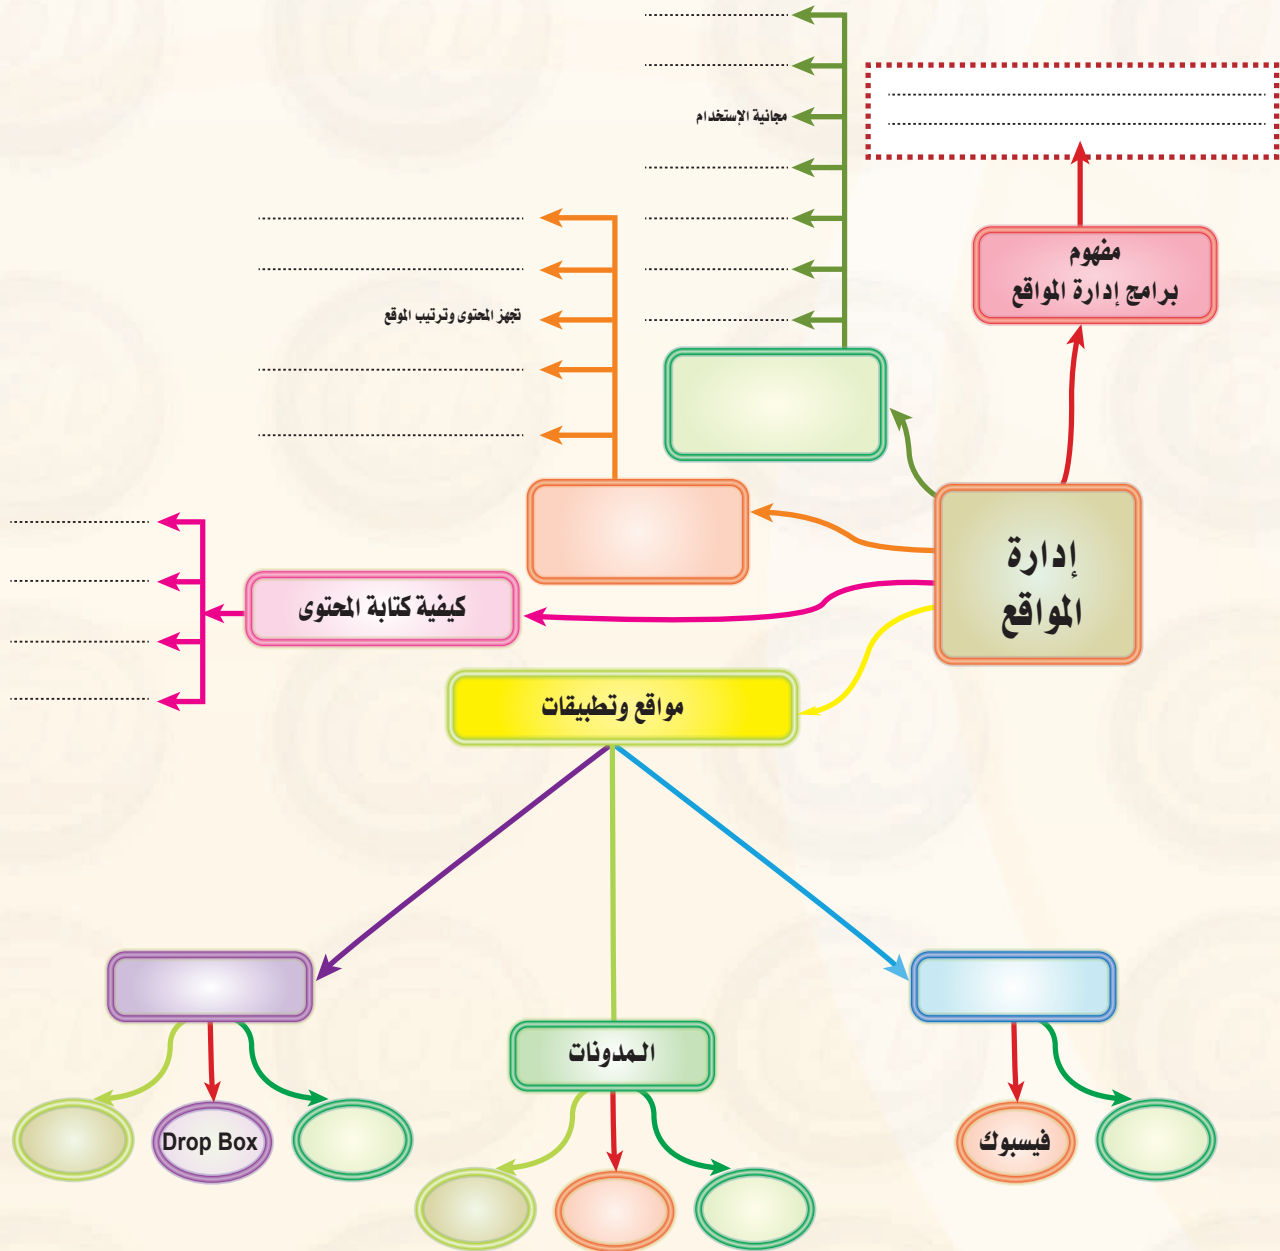 مجانية الإستخدام
مفهوم
برامج إدارة المواقع
تجهز المحتوى وترتيب الموقع
إدارة
المواقع
كيفية كتابة المحتوى
مواقع وتطبيقات
المدونات
فيسبوك
Drop Box